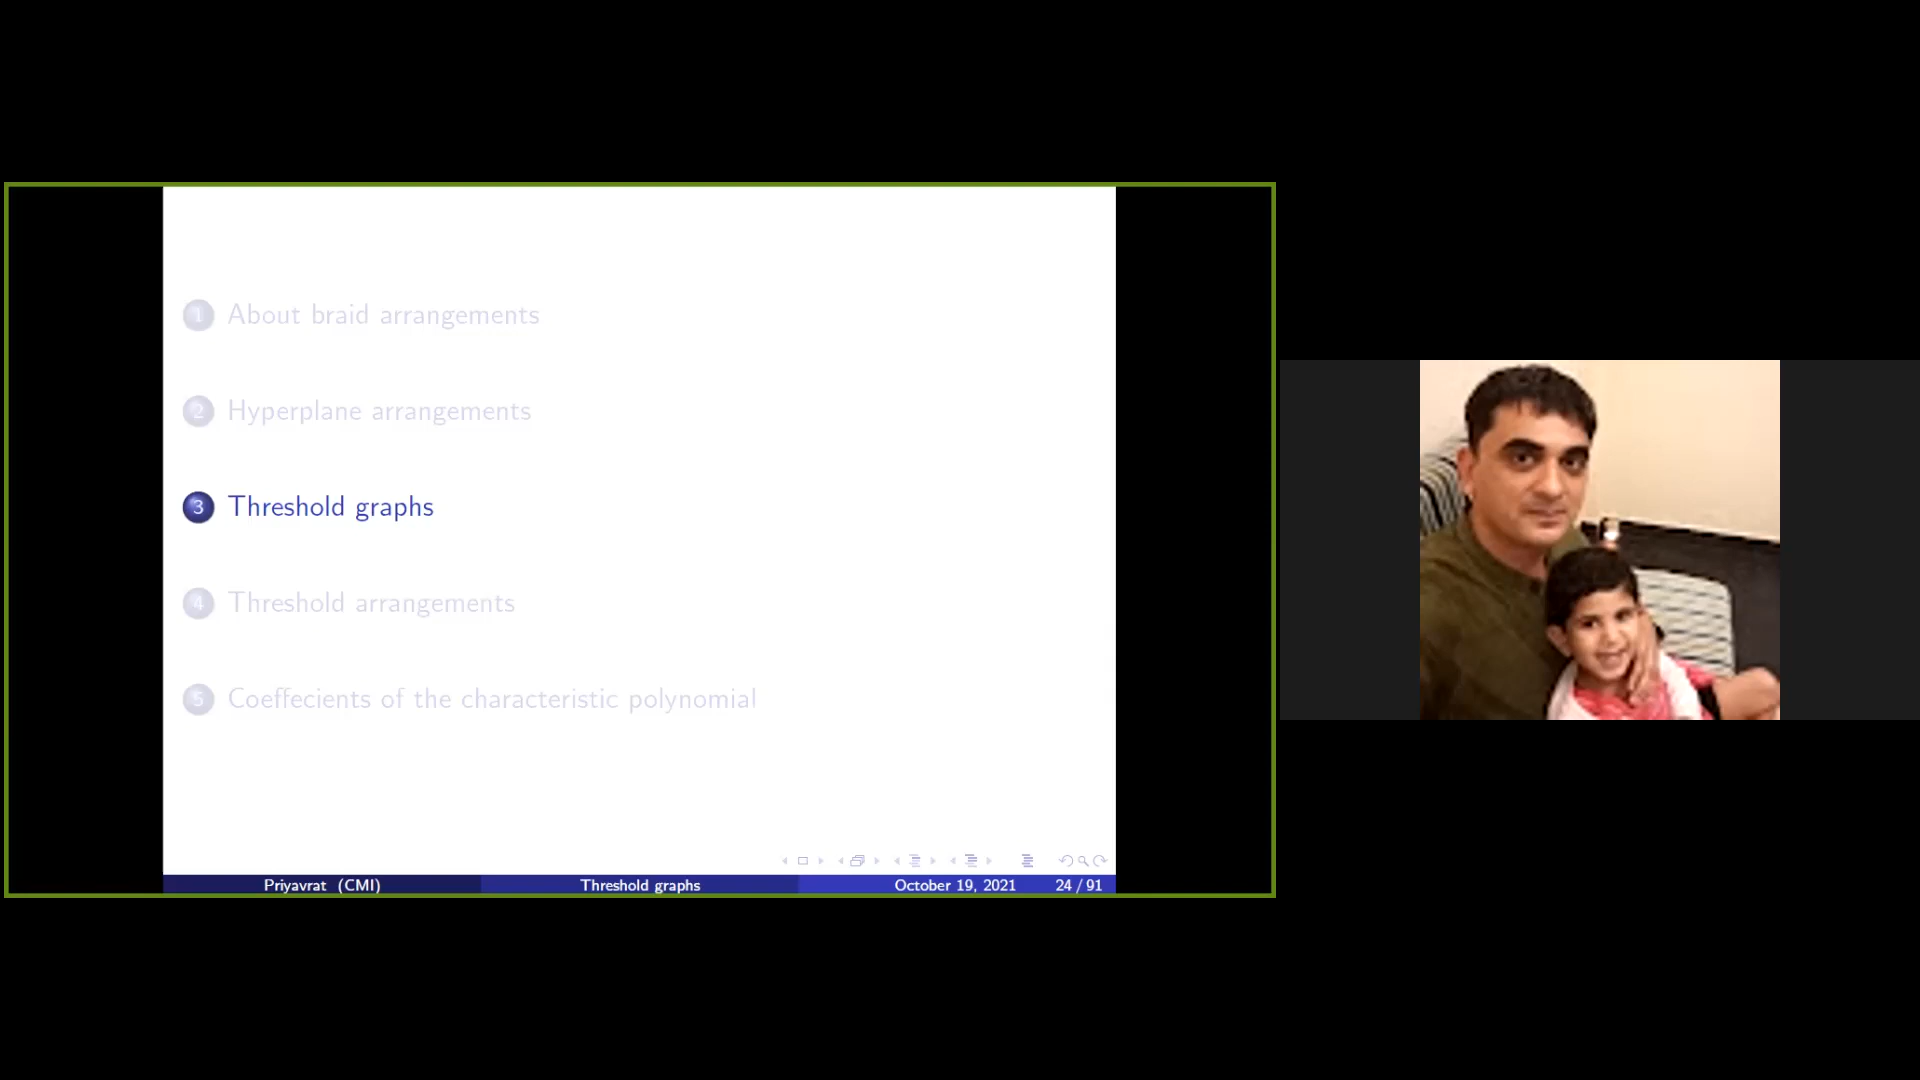 1 About braid arrangements
2 Hyperplane arrangements
3 Threshold graphs
4 Threshold arrangements
5 Coeffecients of the characteristic polynomial
Priyavrat (CMI) Threshold graphs October 19, 2021 24 / 91